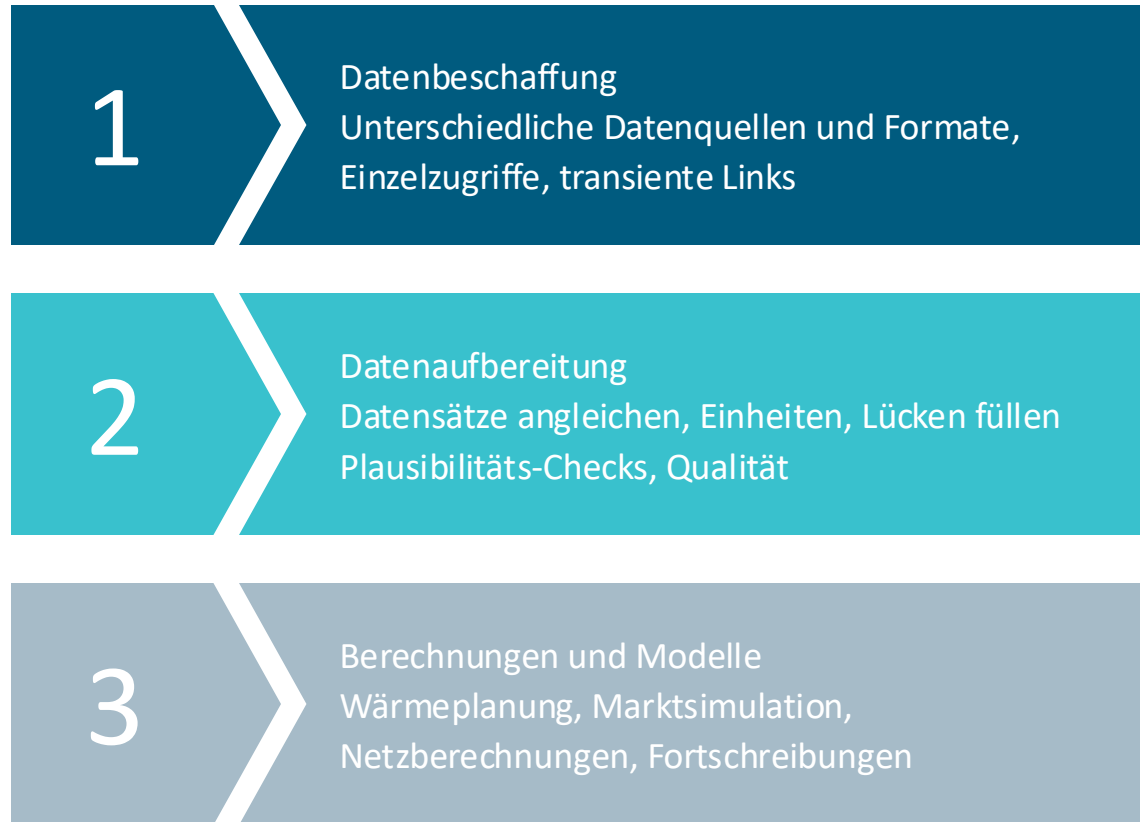 1
Datenbeschaffung
Unterschiedliche Datenquellen und Formate,
Einzelzugriffe, transiente Links
2
Datenaufbereitung
Datensätze angleichen, Einheiten, Lücken füllen
Plausibilitäts-Checks, Qualität
3
Berechnungen und Modelle
Wärmeplanung, Marktsimulation,
Netzberechnungen, Fortschreibungen